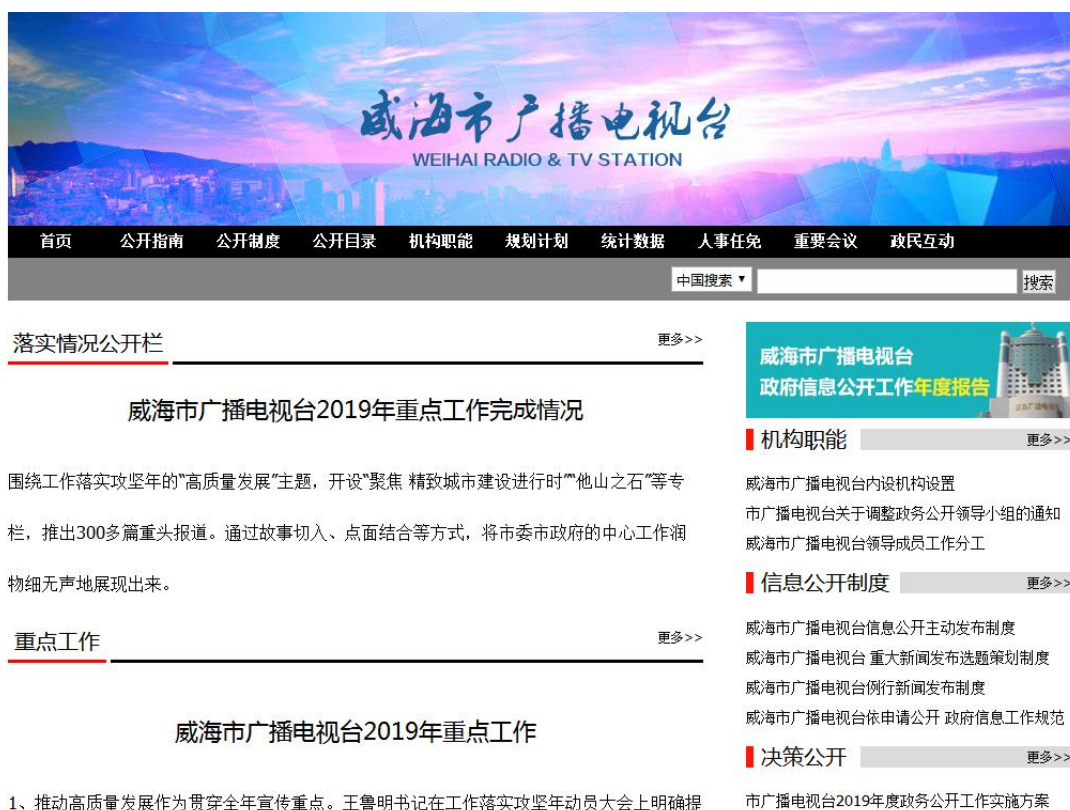 威海市广播电视台
WEIHAI RADIO & TV STATION
首页 公开指南 公开制度 公开目录 机构职能 规划计划 统计数据 人事任免 重要会议 政民互动
中国搜索 搜索
落实情况公开栏 更多>>
威海市广播电视台2019年重点工作完成情况
围绕工作落实攻坚年的“高质量发展”主题，开设“聚焦 精致城市建设进行时”“他山之石”等专
栏，推出300多篇重头报道。通过故事切入、点面结合等方式，将市委市政府的中心工作润
物细无声地展现出来。
重点工作 更多>>
威海市广播电视台2019年重点工作
1、推动高质量发展作为贯穿全年宣传重点。王鲁明书记在工作落实攻坚年动员大会上明确提
威海市广播电视台
政府信息公开工作年度报告
机构职能 更多>>
威海市广播电视台内设机构设置
市广播电视台关于调整政务公开领导小组的通知
威海市广播电视台领导成员工作分工
信息公开制度 更多>>
威海市广播电视台信息公开主动发布制度
威海市广播电视台 重大新闻发布选题策划制度
威海市广播电视台例行新闻发布制度
威海市广播电视台依申请公开 政府信息工作规范
决策公开 更多>>
市广播电视台2019年度政务公开工作实施方案